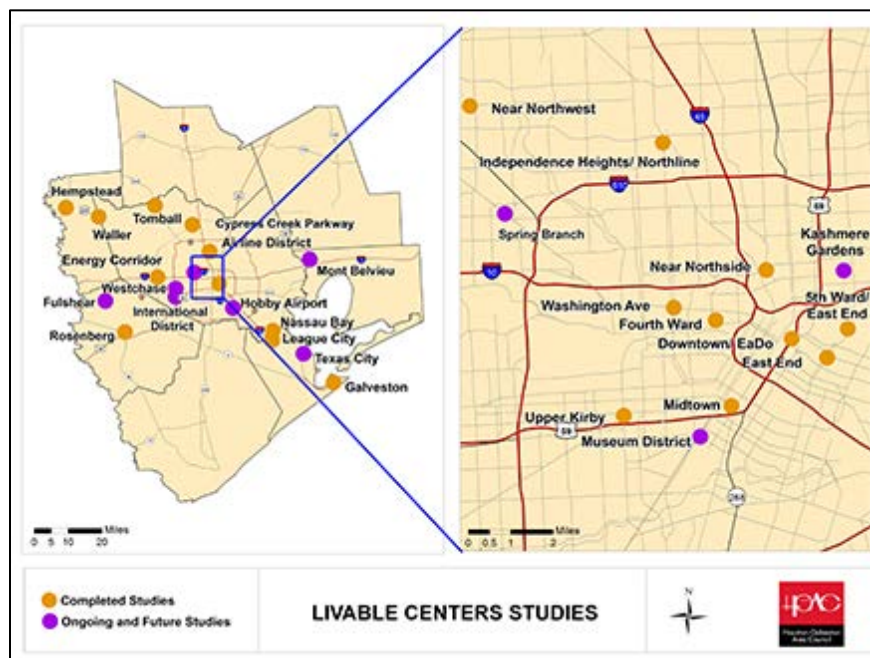 Hempstead
Waller
Tomball
Cypress Creek Parkway
Airline District
Energy Corridor
Mont Belvieu
Westchase
Fulshear
International
District
Hobby Airport
Rosenberg
Nassau Bay
League City
Texas City
Galveston
Miles
0 5 10 20
45
Near Northwest
Independence Heights/ Northline
610
69
Spring Branch
Kashmere
Gardens
10
Near Northside
Washington Ave
5th Ward/
East End
Fourth Ward
Downtown/ EaDo
East End
Upper Kirby
Midtown
59
Museum District
288
Miles
0 0.5 1 2
Completed Studies
Ongoing and Future Studies
LIVABLE CENTERS STUDIES
N
Houston-Galveston
Area Council